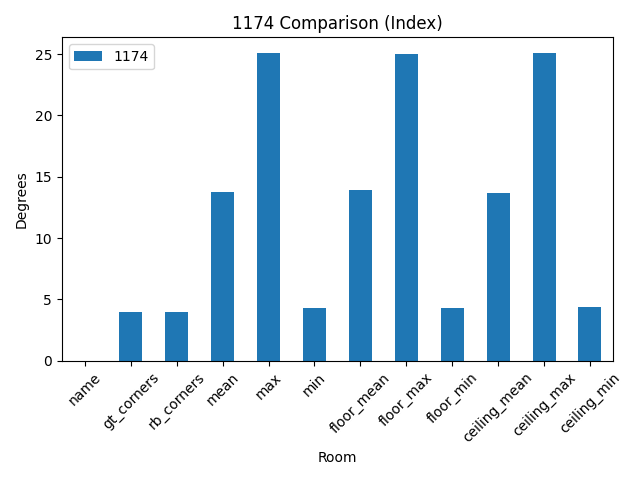 1174 Comparison (Index)
1174
Degrees
25
20
15
10
5
0
name
gt_corners
rb_corners
mean
max
min
floor_mean
floor_max
floor_min
ceiling_mean
ceiling_max
ceiling_min
Room